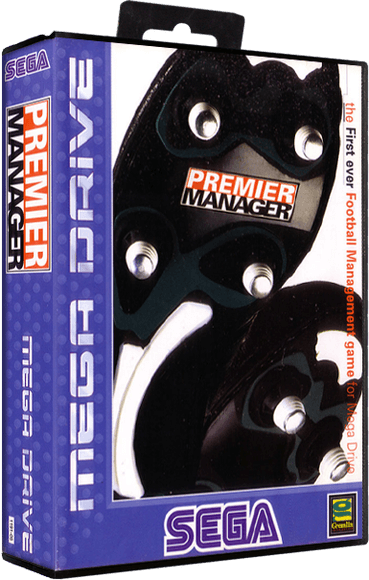 SEGA
PREMIER
MANAGER
MEGA DRIVE
MEGA DRIVE
PREMIER
MANAGER
the First ever Football Management game for Mega Drive
SEGA
Gremlin